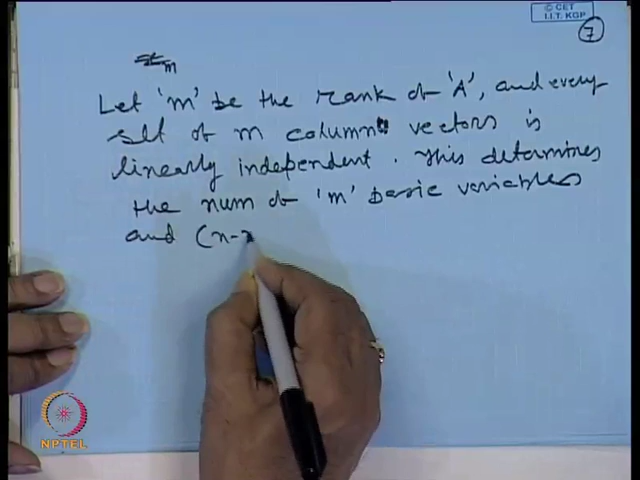 © CET
I.I.T. KGP
7
m
Let 'm' be the rank of 'A', and every
set of m column vectors is
linearly independent. This determines
the num of 'm' basic variables
and (n-
NPTEL